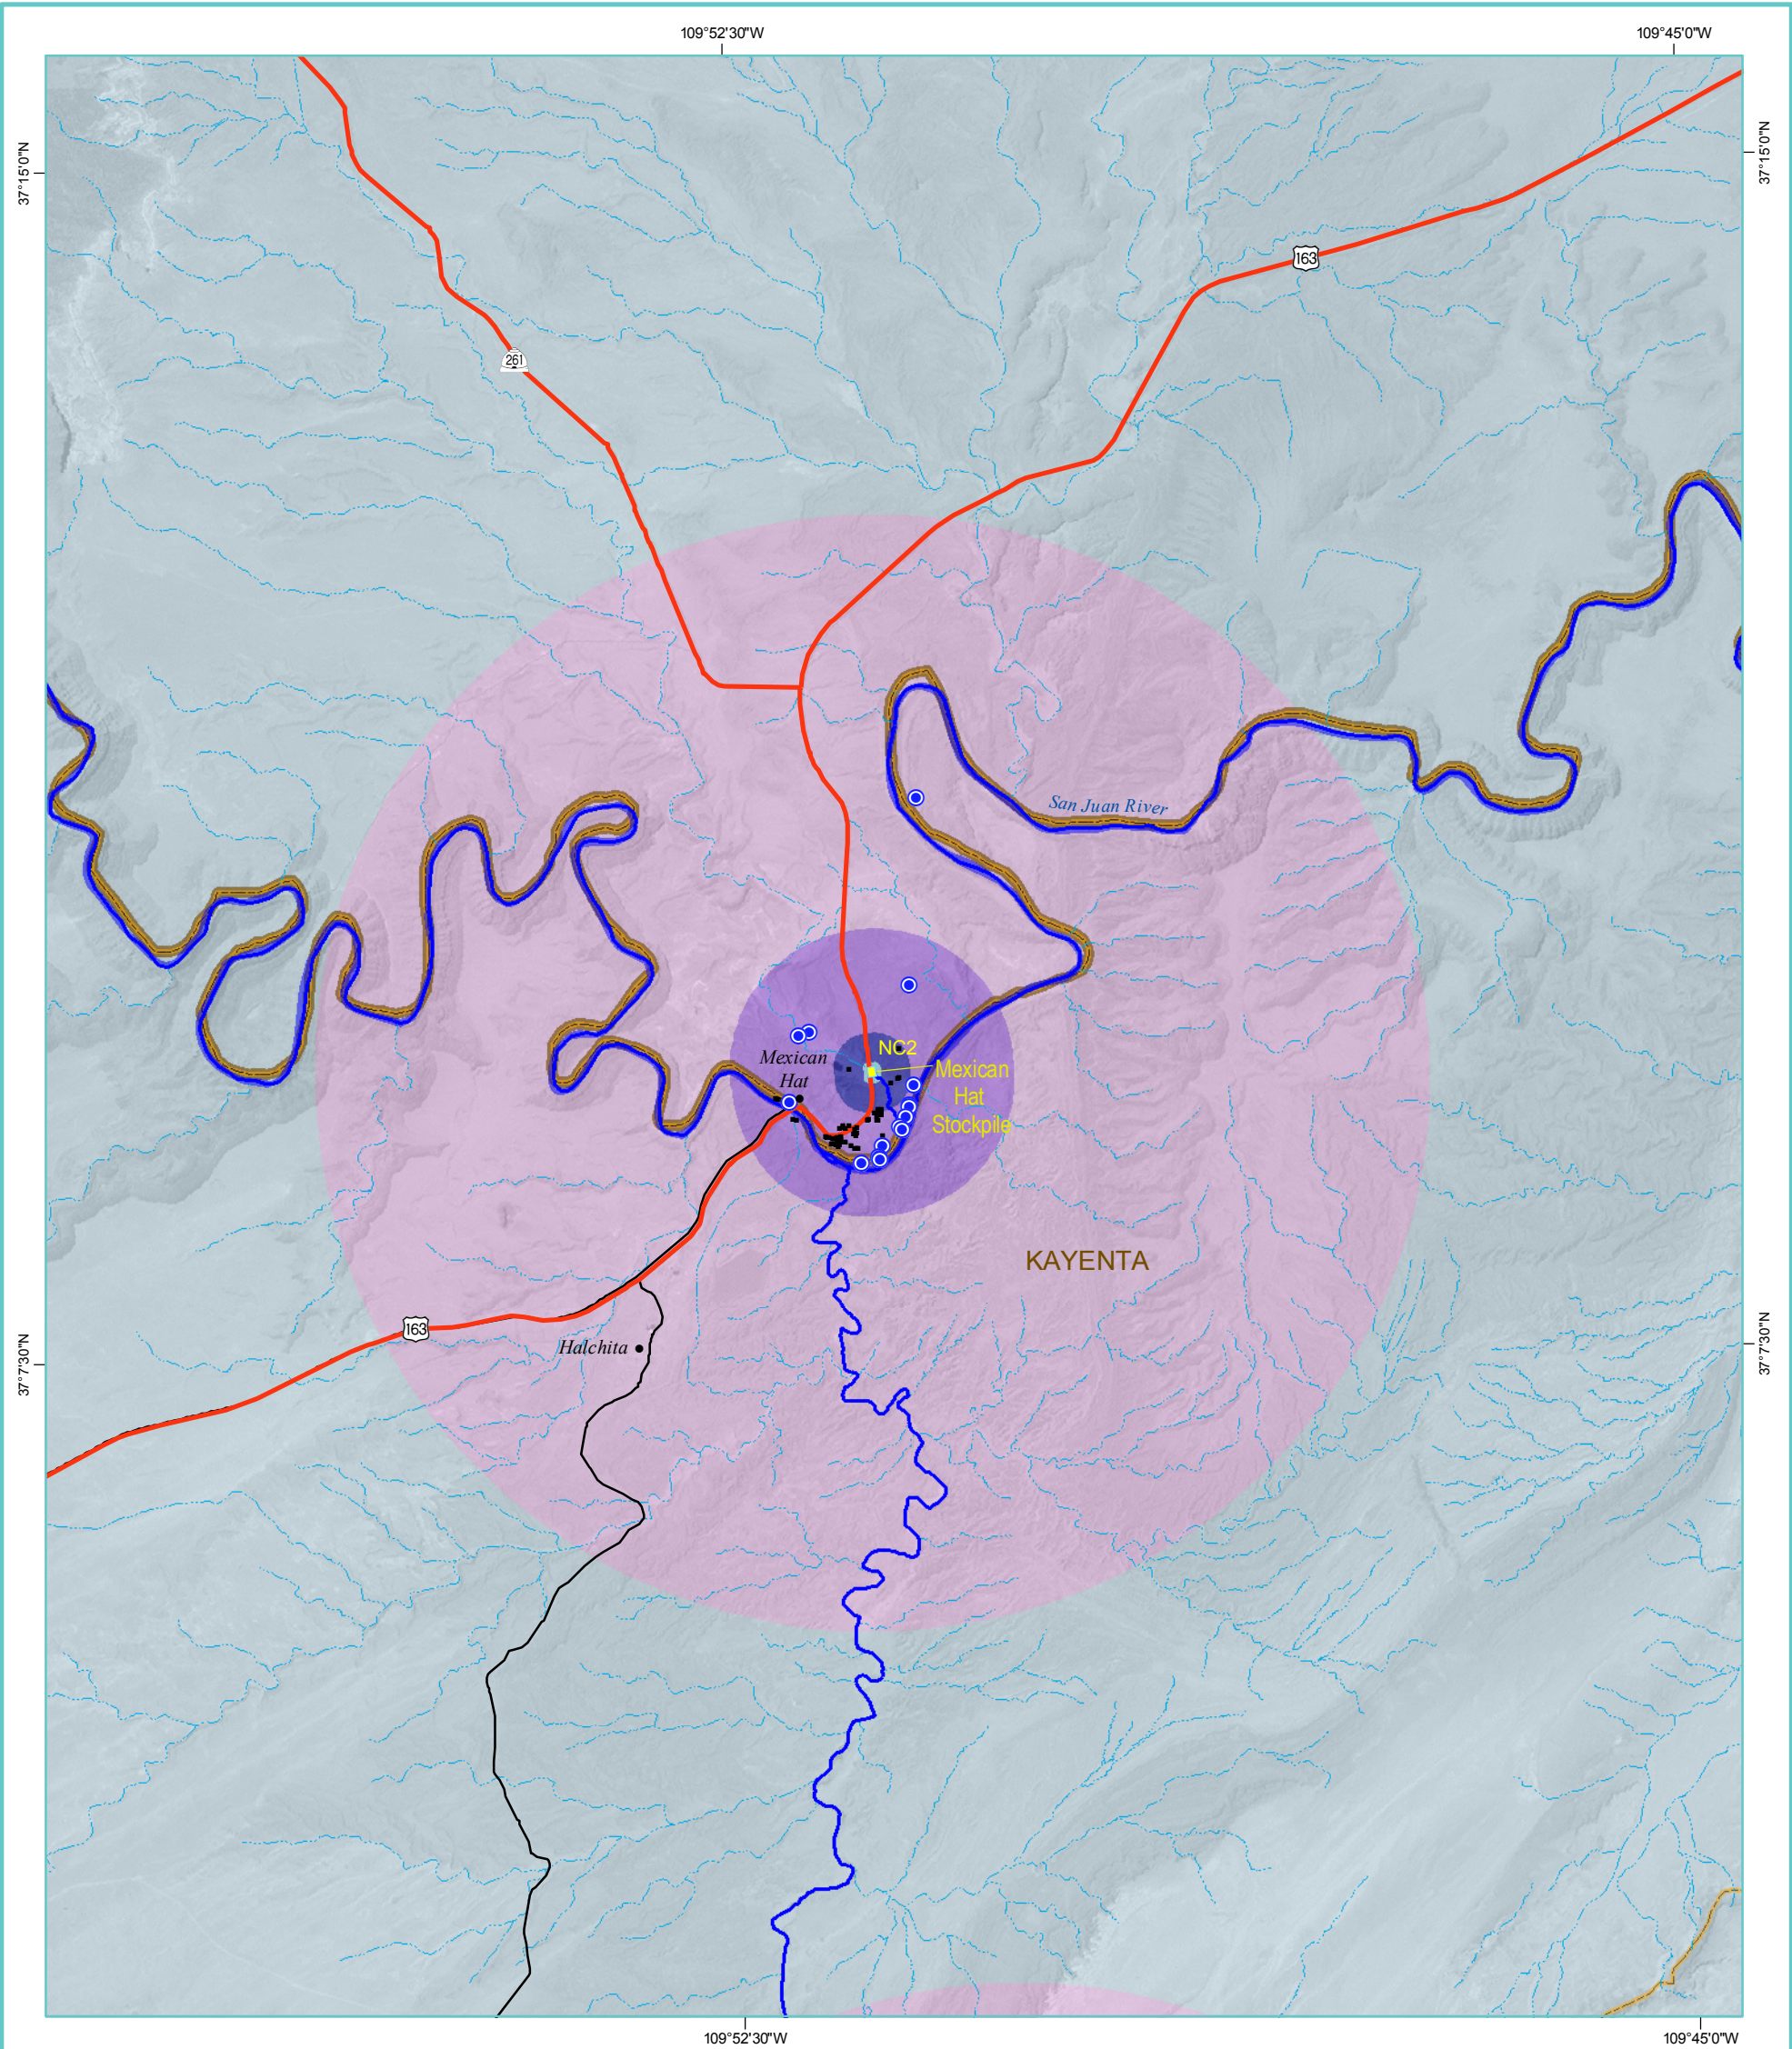 109°52'30"W
109°45'0"W
37°15'0"N
37°15'0"N
163
261
San Juan River
NC2
Mexican
Hat
Mexican
Hat
Stockpile
KAYENTA
163
Halchita
37°7'30"N
37°7'30"N
109°52'30"W
109°45'0"W